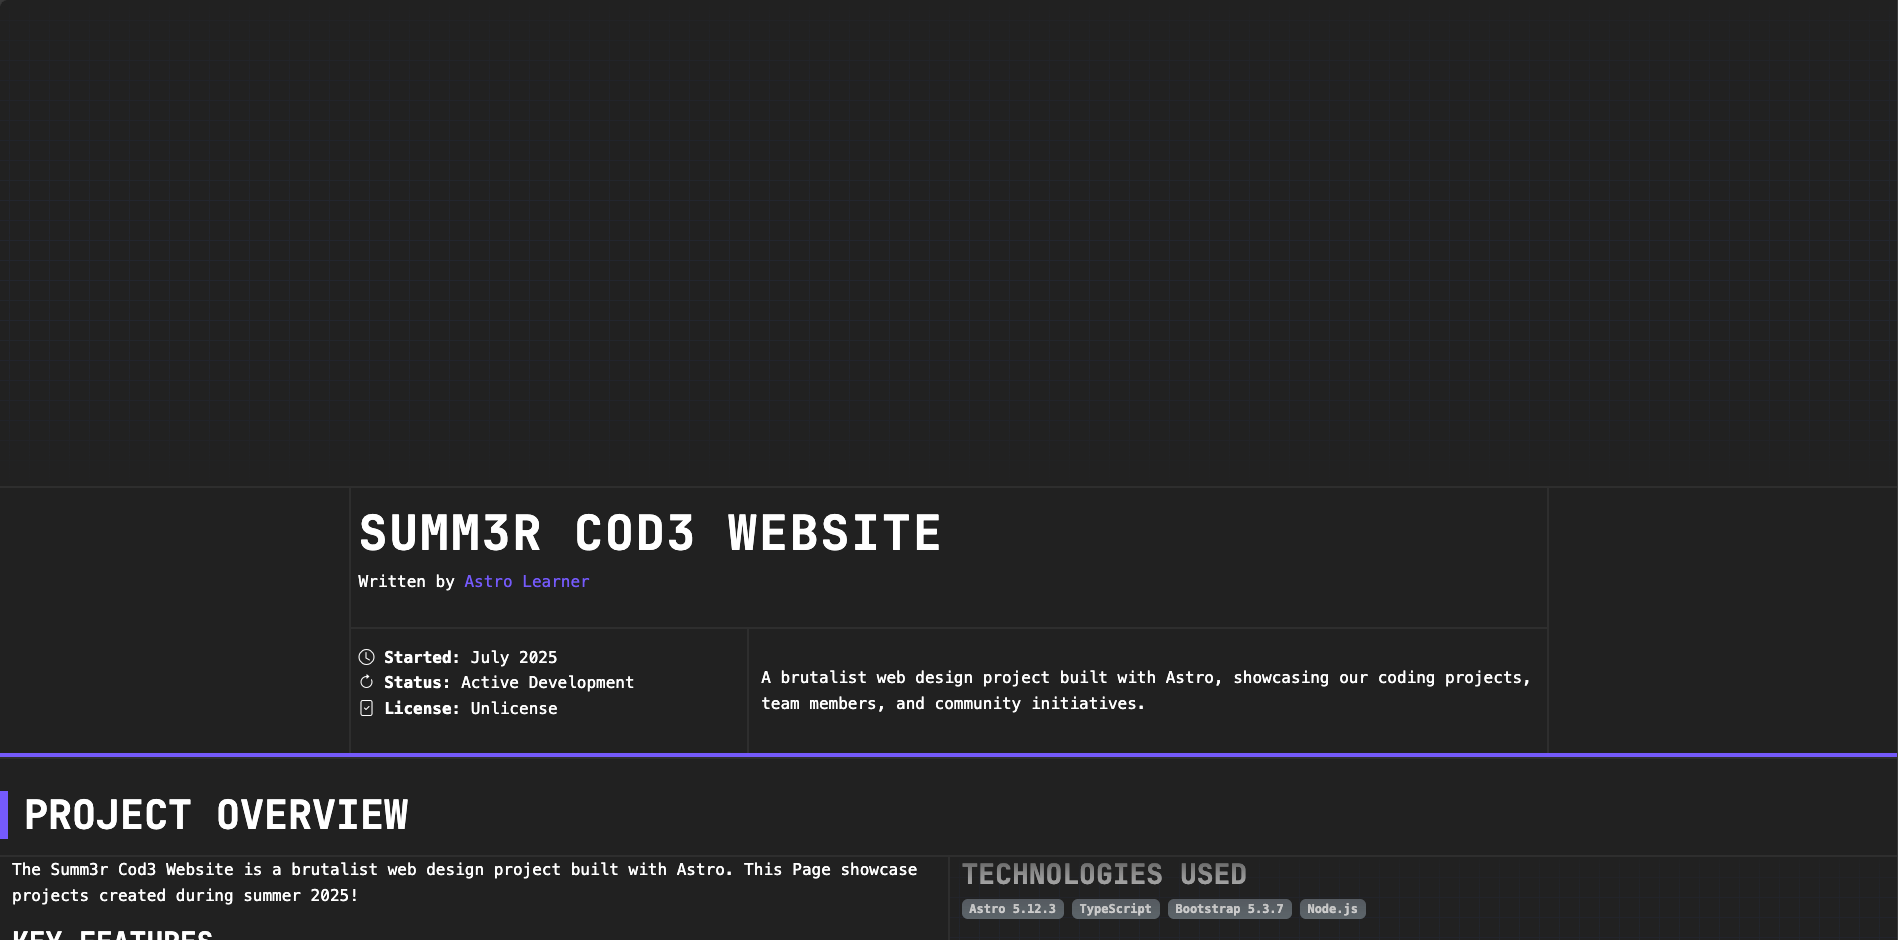 SUMM3R COD3 WEBSITE
Written by Astro Learner
Started: July 2025
Status: Active Development
License: Unlicense
A brutalist web design project built with Astro, showcasing our coding projects,
team members, and community initiatives.
PROJECT OVERVIEW
The Summ3r Cod3 Website is a brutalist web design project built with Astro. This Page showcase
projects created during summer 2025!
KEY FEATURES
TECHNOLOGIES USED
Astro 5.12.3 TypeScript Bootstrap 5.3.7 Node.js